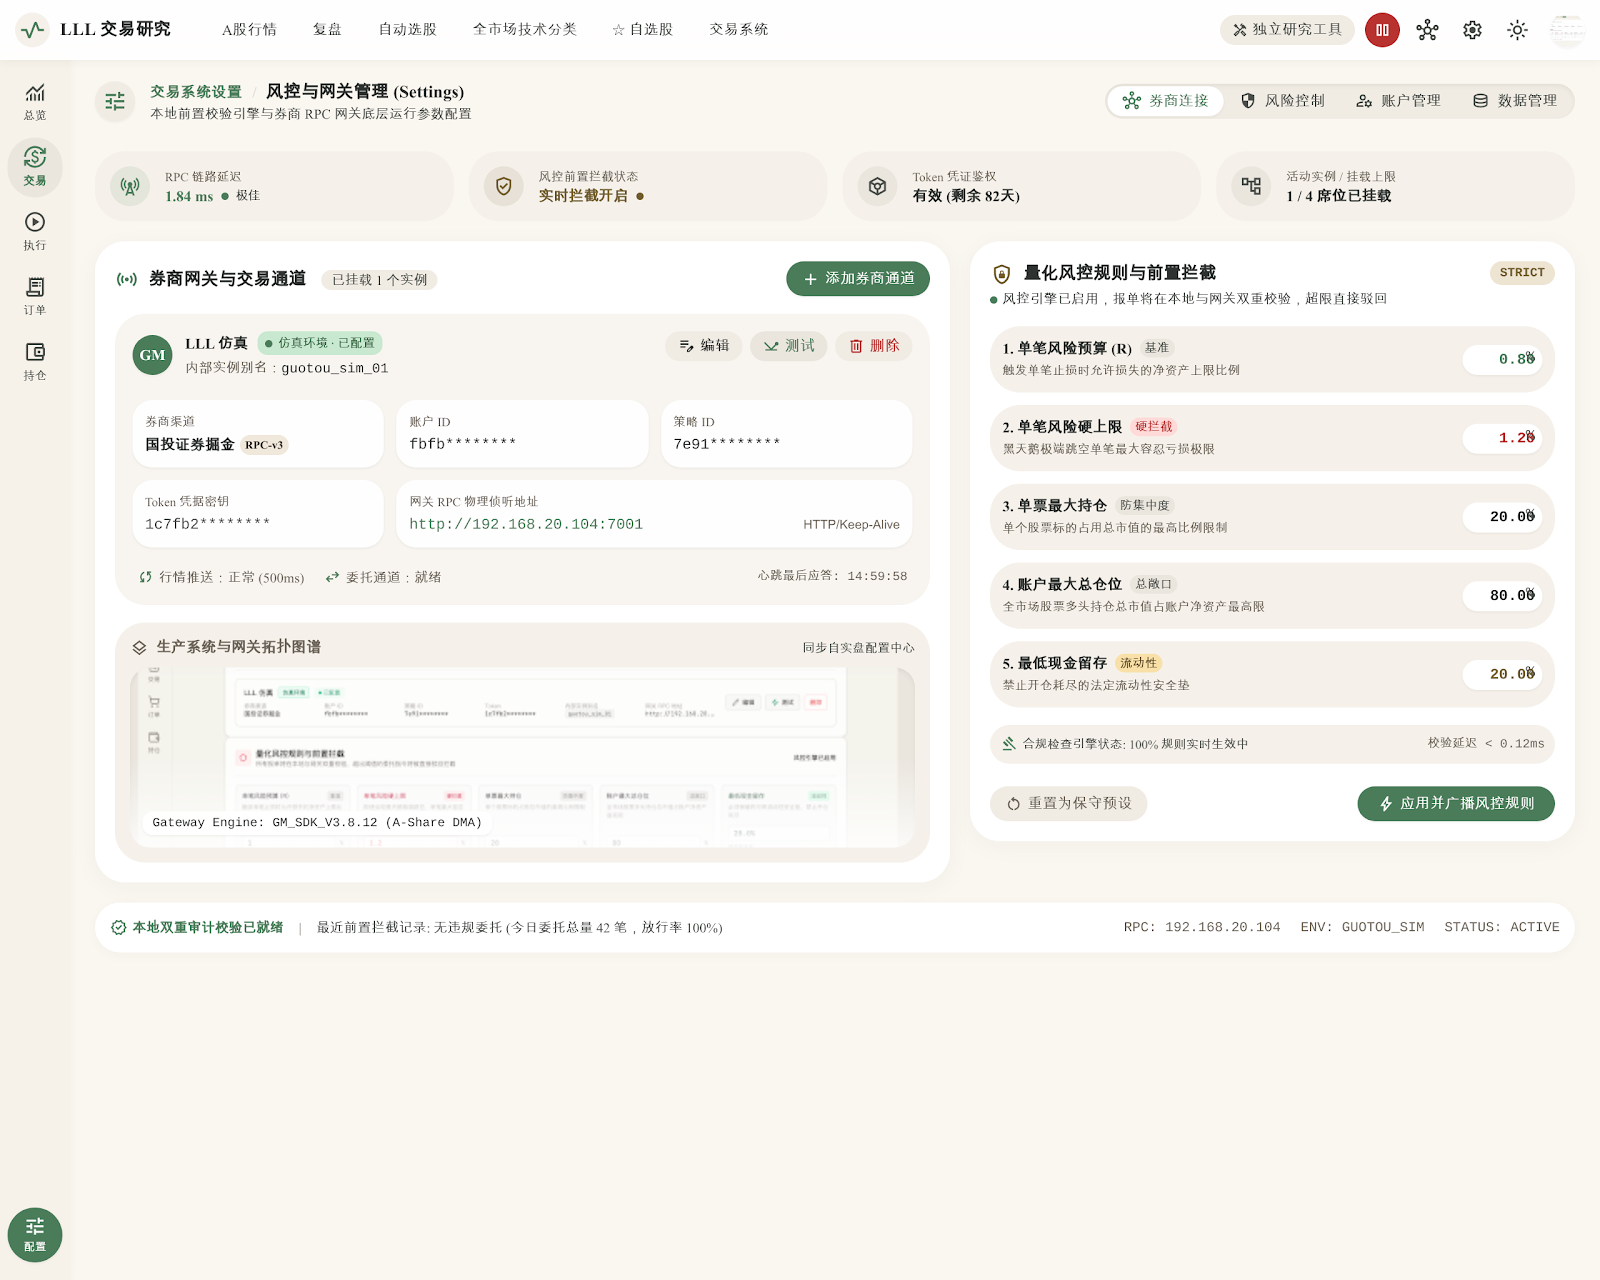 LLL 交易研究
A股行情
复盘
自动选股
全市场技术分类
☆ 自选股
交易系统
独立研究工具
总览
交易
执行
订单
持仓
配置
交易系统设置 / 风控与网关管理 (Settings)
本地前置校验引擎与券商 RPC 网关底层运行参数配置
券商连接
风险控制
账户管理
数据管理
RPC 链路延迟
1.84 ms ● 极佳
风控前置拦截状态
实时拦截开启 ●
Token 凭证鉴权
有效 (剩余 82天)
活动实例 / 挂载上限
1 / 4 席位已挂载
券商网关与交易通道
已挂载 1 个实例
添加券商通道
GM
LLL 仿真
● 仿真环境 · 已配置
内部实例别名：guotou_sim_01
编辑
测试
删除
券商渠道
国投证券掘金 RPC-v3
账户 ID
fbfb********
策略 ID
7e91********
Token 凭据密钥
1c7fb2********
网关 RPC 物理侦听地址
http://192.168.20.104:7001
HTTP/Keep-Alive
行情推送：正常 (500ms)
委托通道：就绪
心跳最后应答: 14:59:58
生产系统与网关拓扑图谱
同步自实盘配置中心
LLL 仿真
量化风控规则与前置拦截
Gateway Engine: GM_SDK_V3.8.12 (A-Share DMA)
量化风控规则与前置拦截
STRICT
● 风控引擎已启用，报单将在本地与网关双重校验，超限直接驳回
1. 单笔风险预算 (R) 基准
触发单笔止损时允许损失的净资产上限比例
0.80
%
2. 单笔风险硬上限 硬拦截
黑天鹅极端跳空单笔最大容忍亏损极限
1.20
%
3. 单票最大持仓 防集中度
单个股票标的占用总市值的最高比例限制
20.00
%
4. 账户最大总仓位 总敞口
全市场股票多头持仓总市值占账户净资产最高限
80.00
%
5. 最低现金留存 流动性
禁止开仓耗尽的法定流动性安全垫
20.00
%
合规检查引擎状态: 100% 规则实时生效中
校验延迟 < 0.12ms
重置为保守预设
应用并广播风控规则
本地双重审计校验已就绪 | 最近前置拦截记录: 无违规委托 (今日委托总量 42 笔，放行率 100%)
RPC: 192.168.20.104
ENV: GUOTOU_SIM
STATUS: ACTIVE